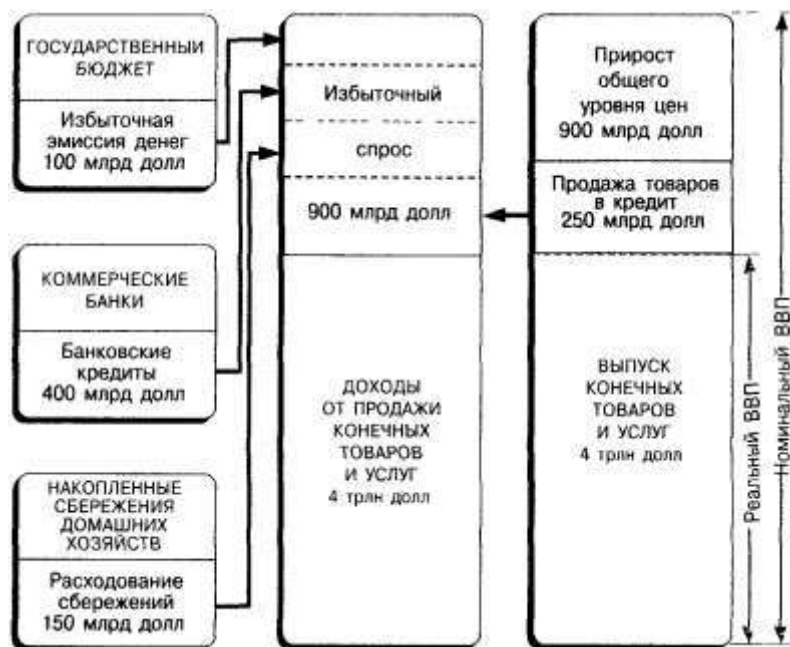 ГОСУДАРСТВЕННЫЙ
БЮДЖЕТ
Избыточная
эмиссия денег
100 млрд долл
КОММЕРЧЕСКИЕ
БАНКИ
Банковские
кредиты
400 млрд долл
НАКОПЛЕННЫЕ
СБЕРЕЖЕНИЯ
ДОМАШНИХ
ХОЗЯЙСТВ
Расходование
сбережений
150 млрд долл
Избыточный
спрос
900 млрд долл
ДОХОДЫ
ОТ ПРОДАЖИ
КОНЕЧНЫХ
ТОВАРОВ
И УСЛУГ
4 трлн долл
Прирост
общего
уровня цен
900 млрд долл
Продажа товаров
в кредит
250 млрд долл
ВЫПУСК
КОНЕЧНЫХ
ТОВАРОВ
И УСЛУГ
4 трлн долл
Реальный ВВП
Номинальный ВВП